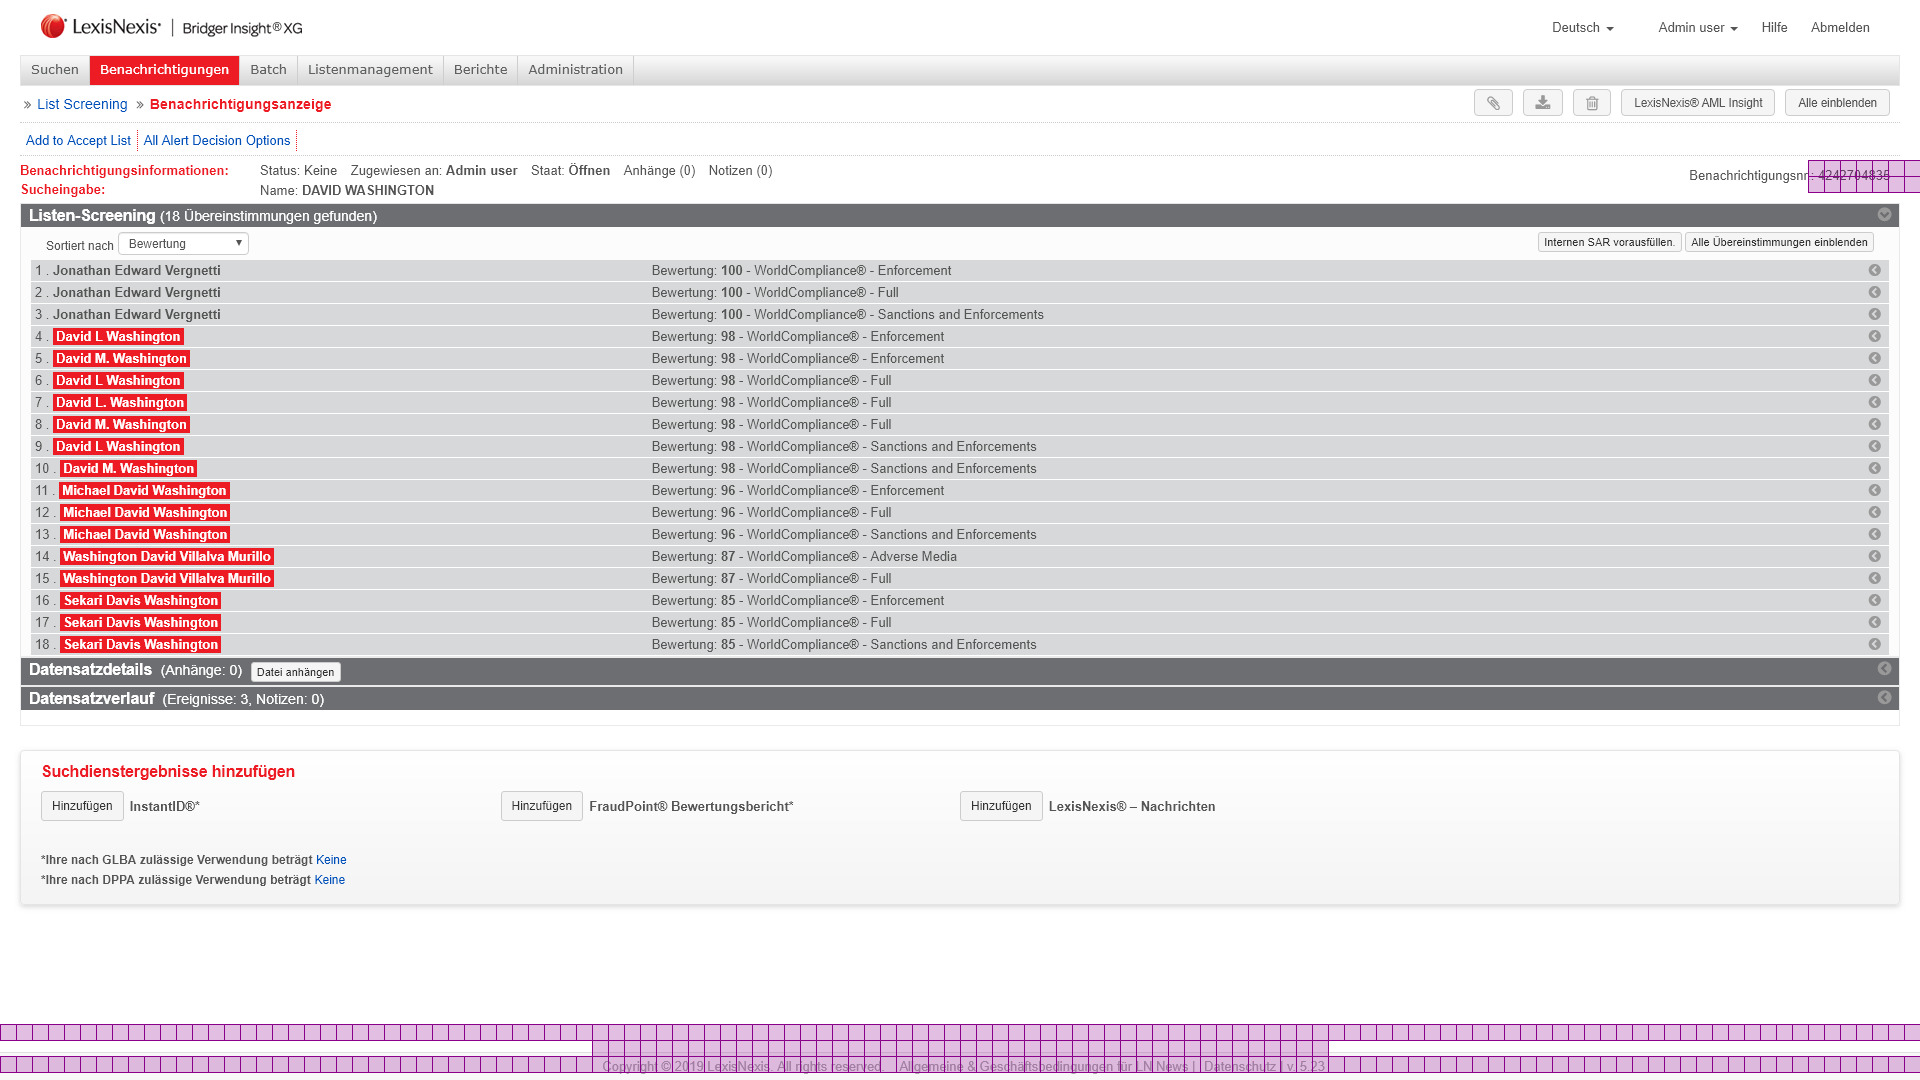 LexisNexis® | Bridger Insight® XG
Deutsch Admin user Hilfe Abmelden
Suchen Benachrichtigungen Batch Listenmanagement Berichte Administration
» List Screening » Benachrichtigungsanzeige
LexisNexis® AML Insight Alle einblenden
Add to Accept List All Alert Decision Options
Benachrichtigungsinformationen: Status: Keine Zugewiesen an: Admin user Staat: Öffnen Anhänge (0) Notizen (0)
Benachrichtigungsnr.: 4242704835
Sucheingabe: Name: DAVID WASHINGTON
Listen-Screening (18 Übereinstimmungen gefunden)
Sortiert nach Bewertung Internen SAR vorausfüllen. Alle Übereinstimmungen einblenden
1 . Jonathan Edward Vergnetti Bewertung: 100 - WorldCompliance® - Enforcement
2 . Jonathan Edward Vergnetti Bewertung: 100 - WorldCompliance® - Full
3 . Jonathan Edward Vergnetti Bewertung: 100 - WorldCompliance® - Sanctions and Enforcements
4 . David L Washington Bewertung: 98 - WorldCompliance® - Enforcement
5 . David M. Washington Bewertung: 98 - WorldCompliance® - Enforcement
6 . David L Washington Bewertung: 98 - WorldCompliance® - Full
7 . David L. Washington Bewertung: 98 - WorldCompliance® - Full
8 . David M. Washington Bewertung: 98 - WorldCompliance® - Full
9 . David L Washington Bewertung: 98 - WorldCompliance® - Sanctions and Enforcements
10 . David M. Washington Bewertung: 98 - WorldCompliance® - Sanctions and Enforcements
11 . Michael David Washington Bewertung: 96 - WorldCompliance® - Enforcement
12 . Michael David Washington Bewertung: 96 - WorldCompliance® - Full
13 . Michael David Washington Bewertung: 96 - WorldCompliance® - Sanctions and Enforcements
14 . Washington David Villalva Murillo Bewertung: 87 - WorldCompliance® - Adverse Media
15 . Washington David Villalva Murillo Bewertung: 87 - WorldCompliance® - Full
16 . Sekari Davis Washington Bewertung: 85 - WorldCompliance® - Enforcement
17 . Sekari Davis Washington Bewertung: 85 - WorldCompliance® - Full
18 . Sekari Davis Washington Bewertung: 85 - WorldCompliance® - Sanctions and Enforcements
Datensatzdetails (Anhänge: 0) Datei anhängen
Datensatzverlauf (Ereignisse: 3, Notizen: 0)
Suchdienstergebnisse hinzufügen
Hinzufügen InstantID®* Hinzufügen FraudPoint® Bewertungsbericht* Hinzufügen LexisNexis® – Nachrichten
*Ihre nach GLBA zulässige Verwendung beträgt Keine
*Ihre nach DPPA zulässige Verwendung beträgt Keine
Copyright © 2019 LexisNexis. All rights reserved. Allgemeine & Geschäftsbedingungen für LN News | Datenschutz | v. 5.23